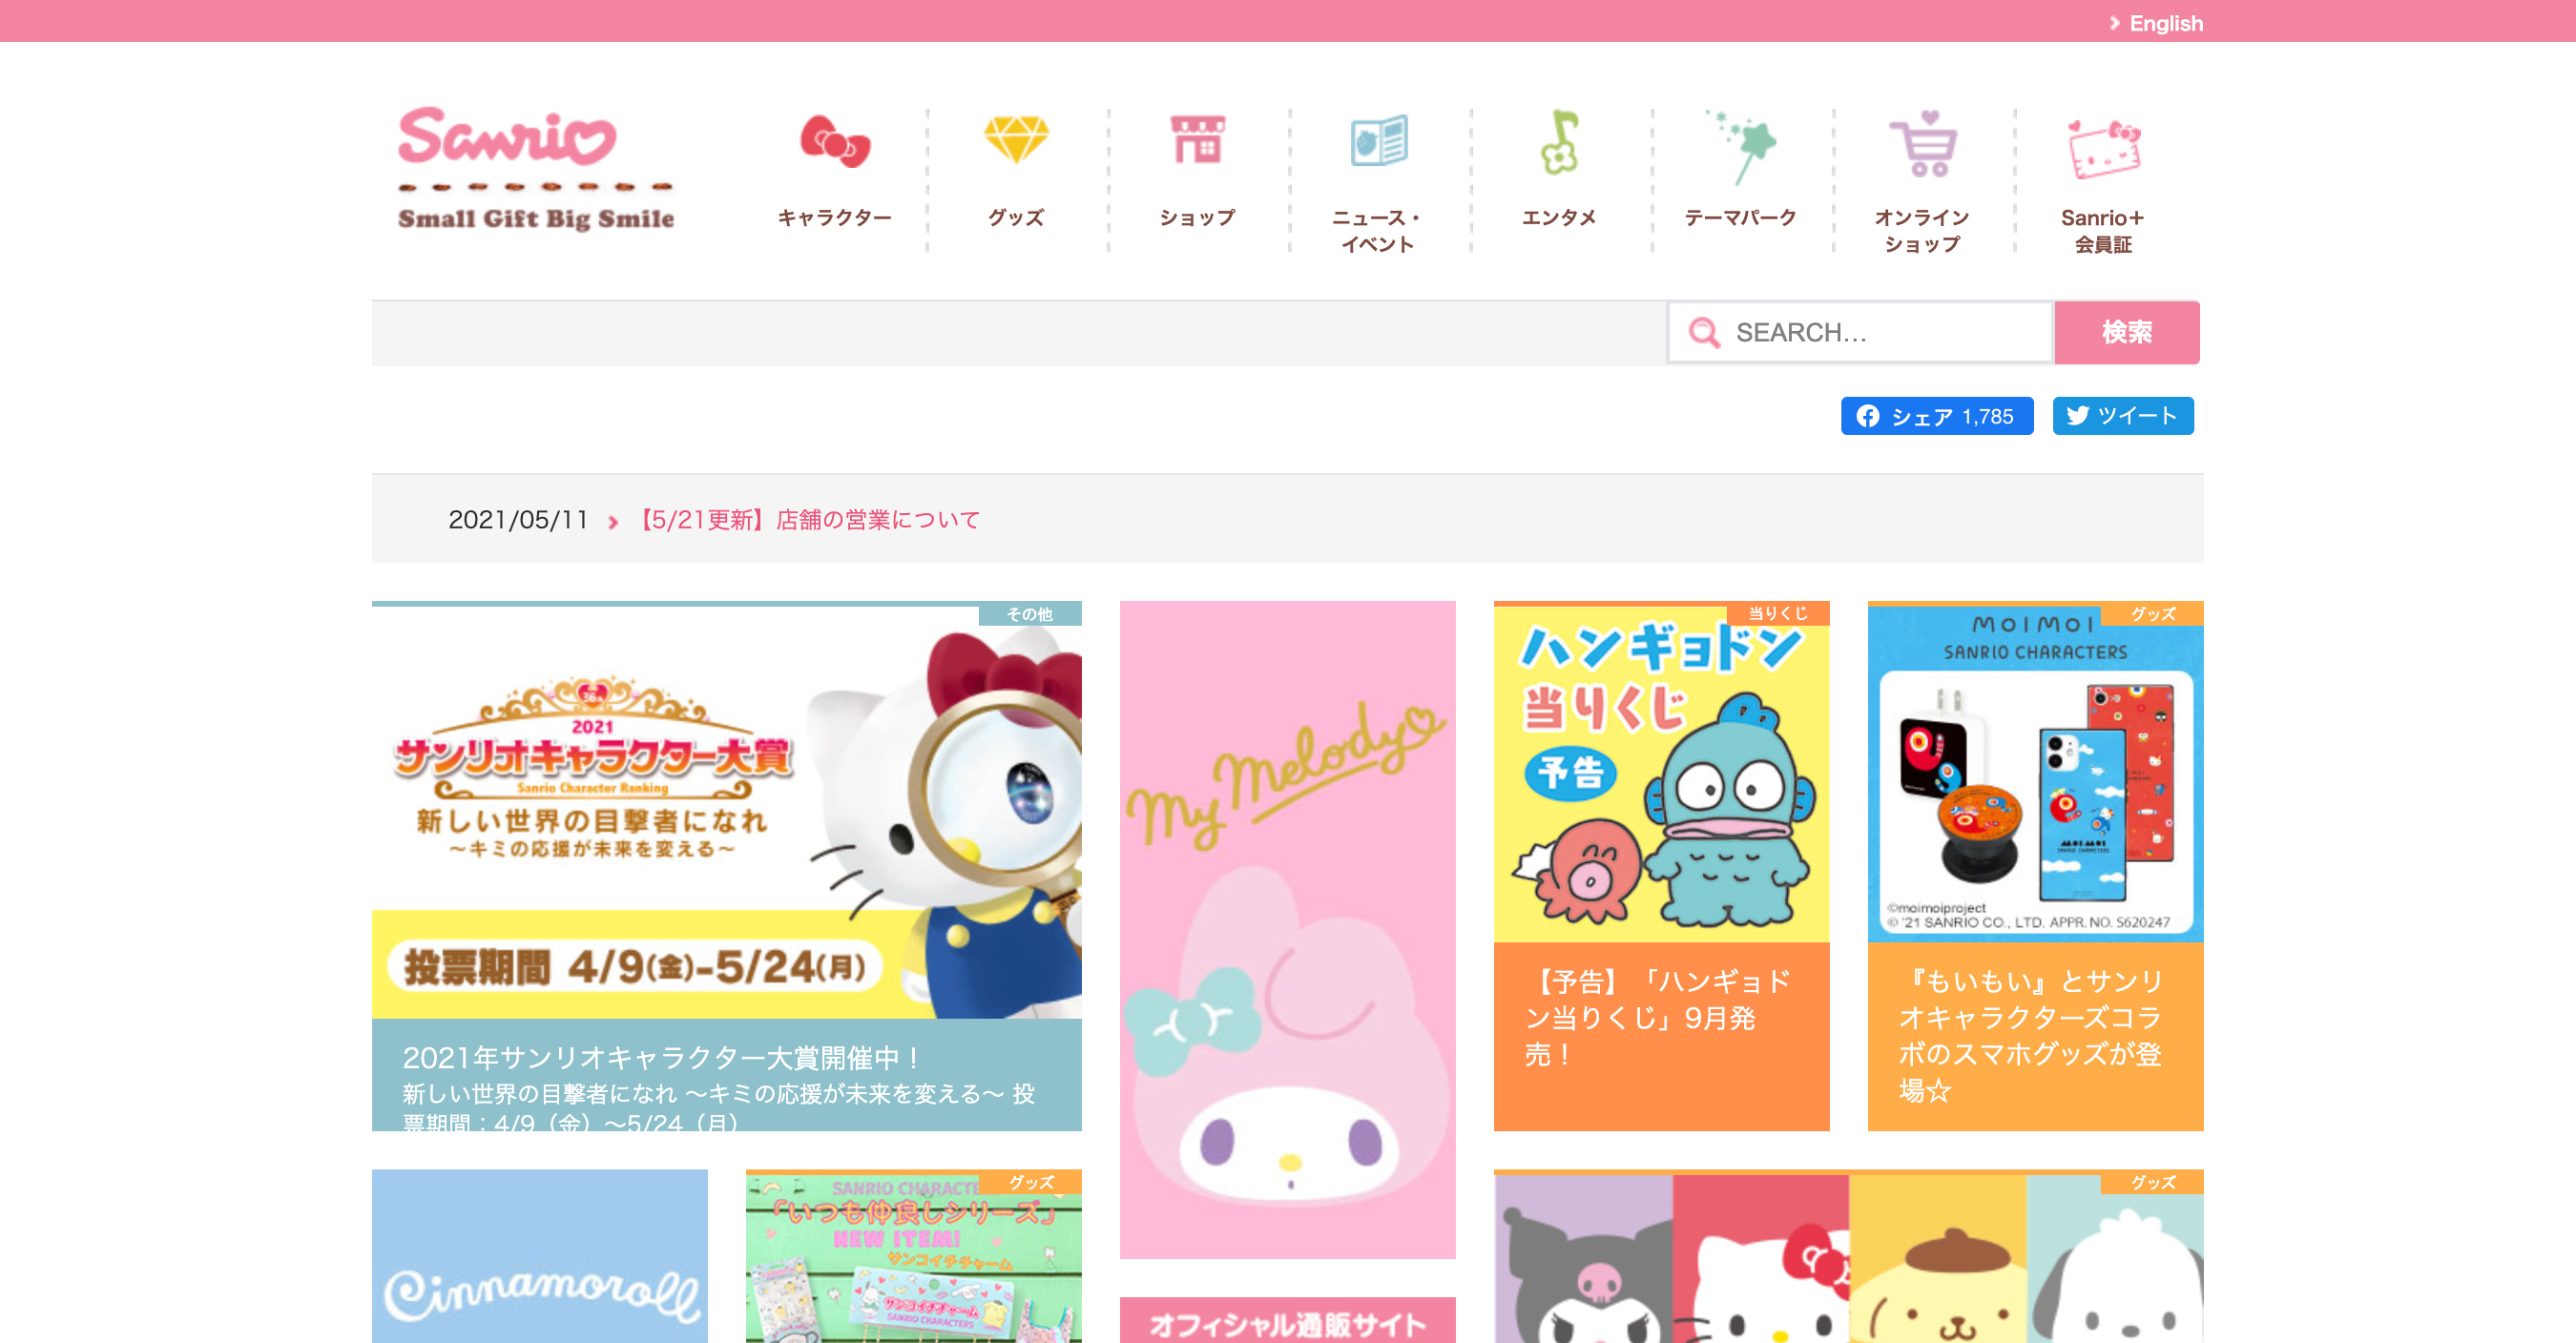 English
Sanrio
Small Gift Big Smile
キャラクター
グッズ
ショップ
ニュース・
イベント
エンタメ
テーマパーク
オンライン
ショップ
Sanrio+
会員証
SEARCH...
検索
シェア 1,785
ツイート
2021/05/11 【5/21更新】店舗の営業について
その他
2021
サンリオキャラクター大賞
Sanrio Character Ranking
新しい世界の目撃者になれ
〜キミの応援が未来を変える〜
投票期間 4/9(金)-5/24(月)
2021年サンリオキャラクター大賞開催中！
新しい世界の目撃者になれ 〜キミの応援が未来を変える〜 投
票期間：4/9（金）〜5/24（月）
My Melody
当りくじ
ハンギョドン
当りくじ
予告
【予告】「ハンギョド
ン当りくじ」9月発
売！
グッズ
MOIMOI
SANRIO CHARACTERS
©moimoiproject
© '21 SANRIO CO., LTD. APPR. NO. S620247
『もいもい』とサンリ
オキャラクターズコラ
ボのスマホグッズが登
場☆
Cinnamoroll
グッズ
SANRIO CHARACTE
「いつも仲良しシリーズ」
NEW ITEM!
サンコイチチャーム
サンコイチチャーム
SANRIO CHARACTERS
オフィシャル通販サイト
グッズ